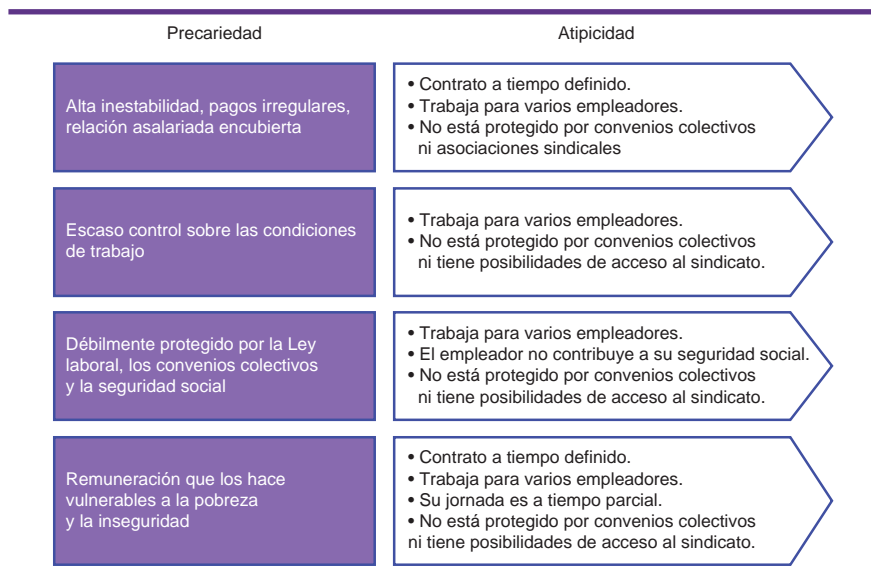 Precariedad
Atipicidad
Alta inestabilidad, pagos irregulares,
relación asalariada encubierta
• Contrato a tiempo definido.
• Trabaja para varios empleadores.
• No está protegido por convenios colectivos
ni asociaciones sindicales
Escaso control sobre las condiciones
de trabajo
• Trabaja para varios empleadores.
• No está protegido por convenios colectivos
ni tiene posibilidades de acceso al sindicato.
Débilmente protegido por la Ley
laboral, los convenios colectivos
y la seguridad social
• Trabaja para varios empleadores.
• El empleador no contribuye a su seguridad social.
• No está protegido por convenios colectivos
ni tiene posibilidades de acceso al sindicato.
Remuneración que los hace
vulnerables a la pobreza
y la inseguridad
• Contrato a tiempo definido.
• Trabaja para varios empleadores.
• Su jornada es a tiempo parcial.
• No está protegido por convenios colectivos
ni tiene posibilidades de acceso al sindicato.